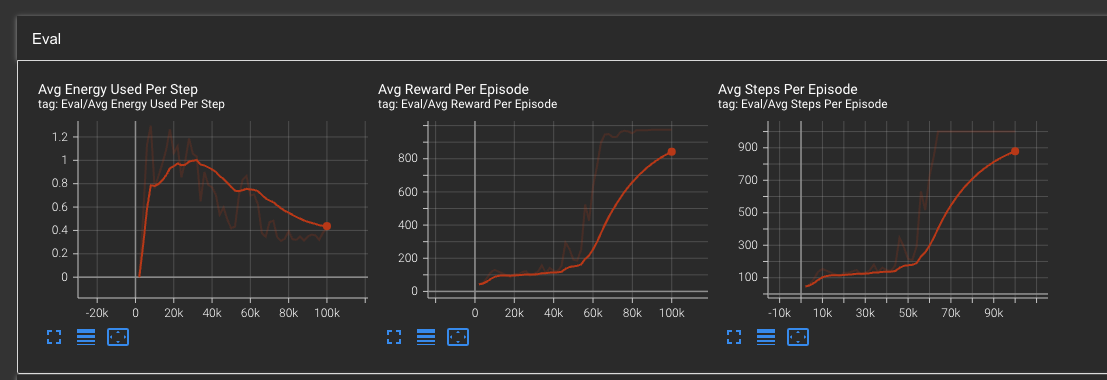 Eval
Avg Energy Used Per Step
tag: Eval/Avg Energy Used Per Step
1.2
1
0.8
0.6
0.4
0.2
0
-20k 0 20k 40k 60k 80k 100k
Avg Reward Per Episode
tag: Eval/Avg Reward Per Episode
800
600
400
200
0
0 20k 40k 60k 80k 100k
Avg Steps Per Episode
tag: Eval/Avg Steps Per Episode
900
700
500
300
100
-10k 10k 30k 50k 70k 90k